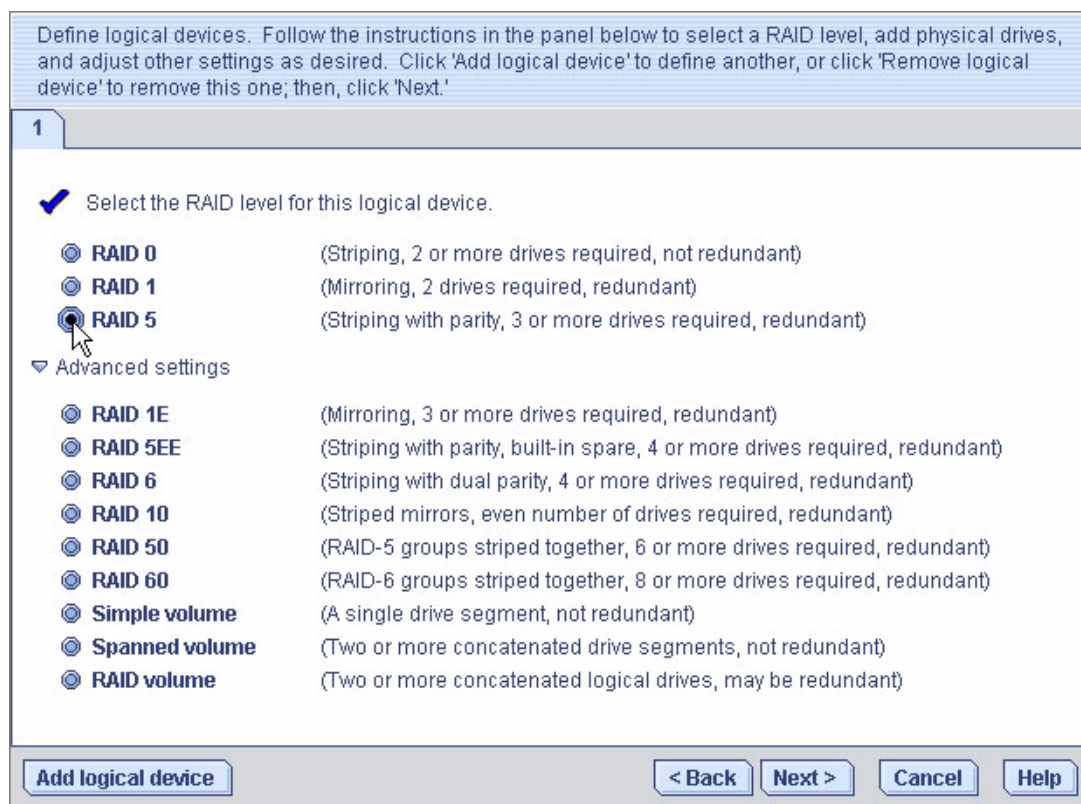 Define logical devices. Follow the instructions in the panel below to select a RAID level, add physical drives,
and adjust other settings as desired. Click 'Add logical device' to define another, or click 'Remove logical
device' to remove this one; then, click 'Next.'
1
Select the RAID level for this logical device.
RAID 0 (Striping, 2 or more drives required, not redundant)
RAID 1 (Mirroring, 2 drives required, redundant)
RAID 5 (Striping with parity, 3 or more drives required, redundant)
Advanced settings
RAID 1E (Mirroring, 3 or more drives required, redundant)
RAID 5EE (Striping with parity, built-in spare, 4 or more drives required, redundant)
RAID 6 (Striping with dual parity, 4 or more drives required, redundant)
RAID 10 (Striped mirrors, even number of drives required, redundant)
RAID 50 (RAID-5 groups striped together, 6 or more drives required, redundant)
RAID 60 (RAID-6 groups striped together, 8 or more drives required, redundant)
Simple volume (A single drive segment, not redundant)
Spanned volume (Two or more concatenated drive segments, not redundant)
RAID volume (Two or more concatenated logical drives, may be redundant)
Add logical device < Back Next > Cancel Help